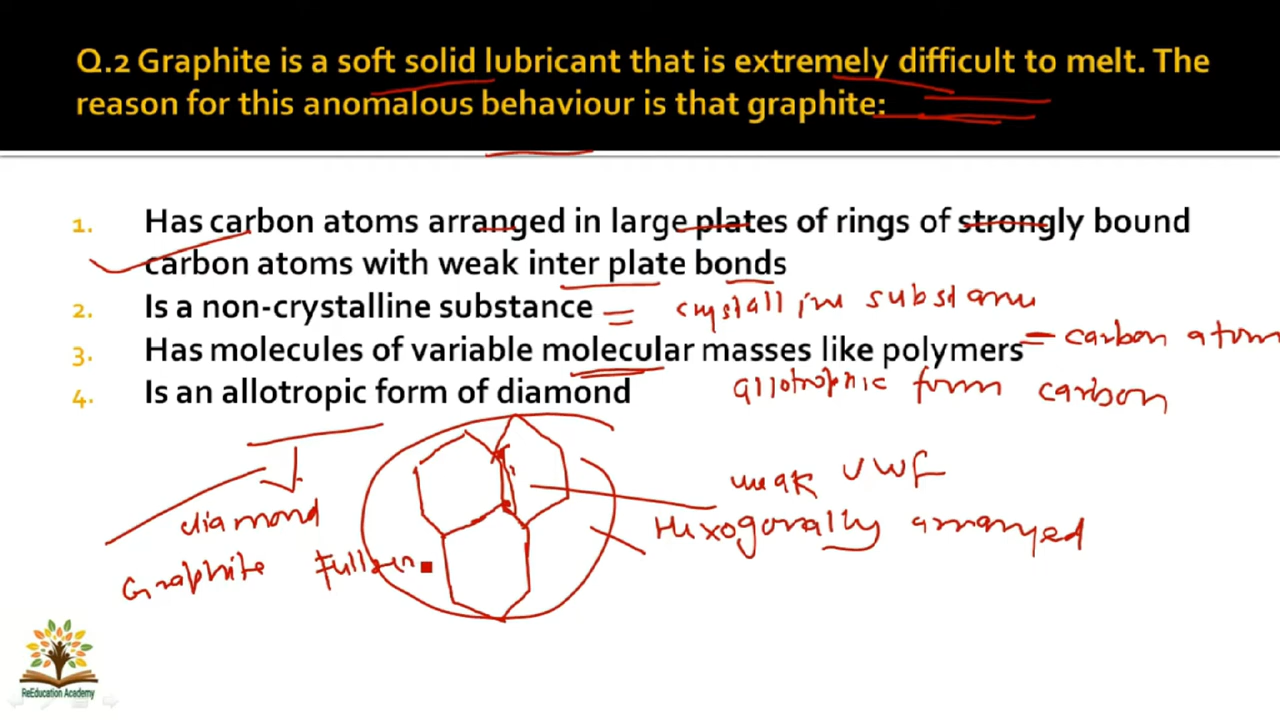 Q.2 Graphite is a soft solid lubricant that is extremely difficult to melt. The
reason for this anomalous behaviour is that graphite:
1. Has carbon atoms arranged in large plates of rings of strongly bound
carbon atoms with weak inter plate bonds
2. Is a non-crystalline substance = crystalline substanu
3. Has molecules of variable molecular masses like polymers = carbon atom
4. Is an allotropic form of diamond allotrophic form carbon
weak VWF
diamond Hexogonally arranged
Graphite Fulleren
ReEducation Academy